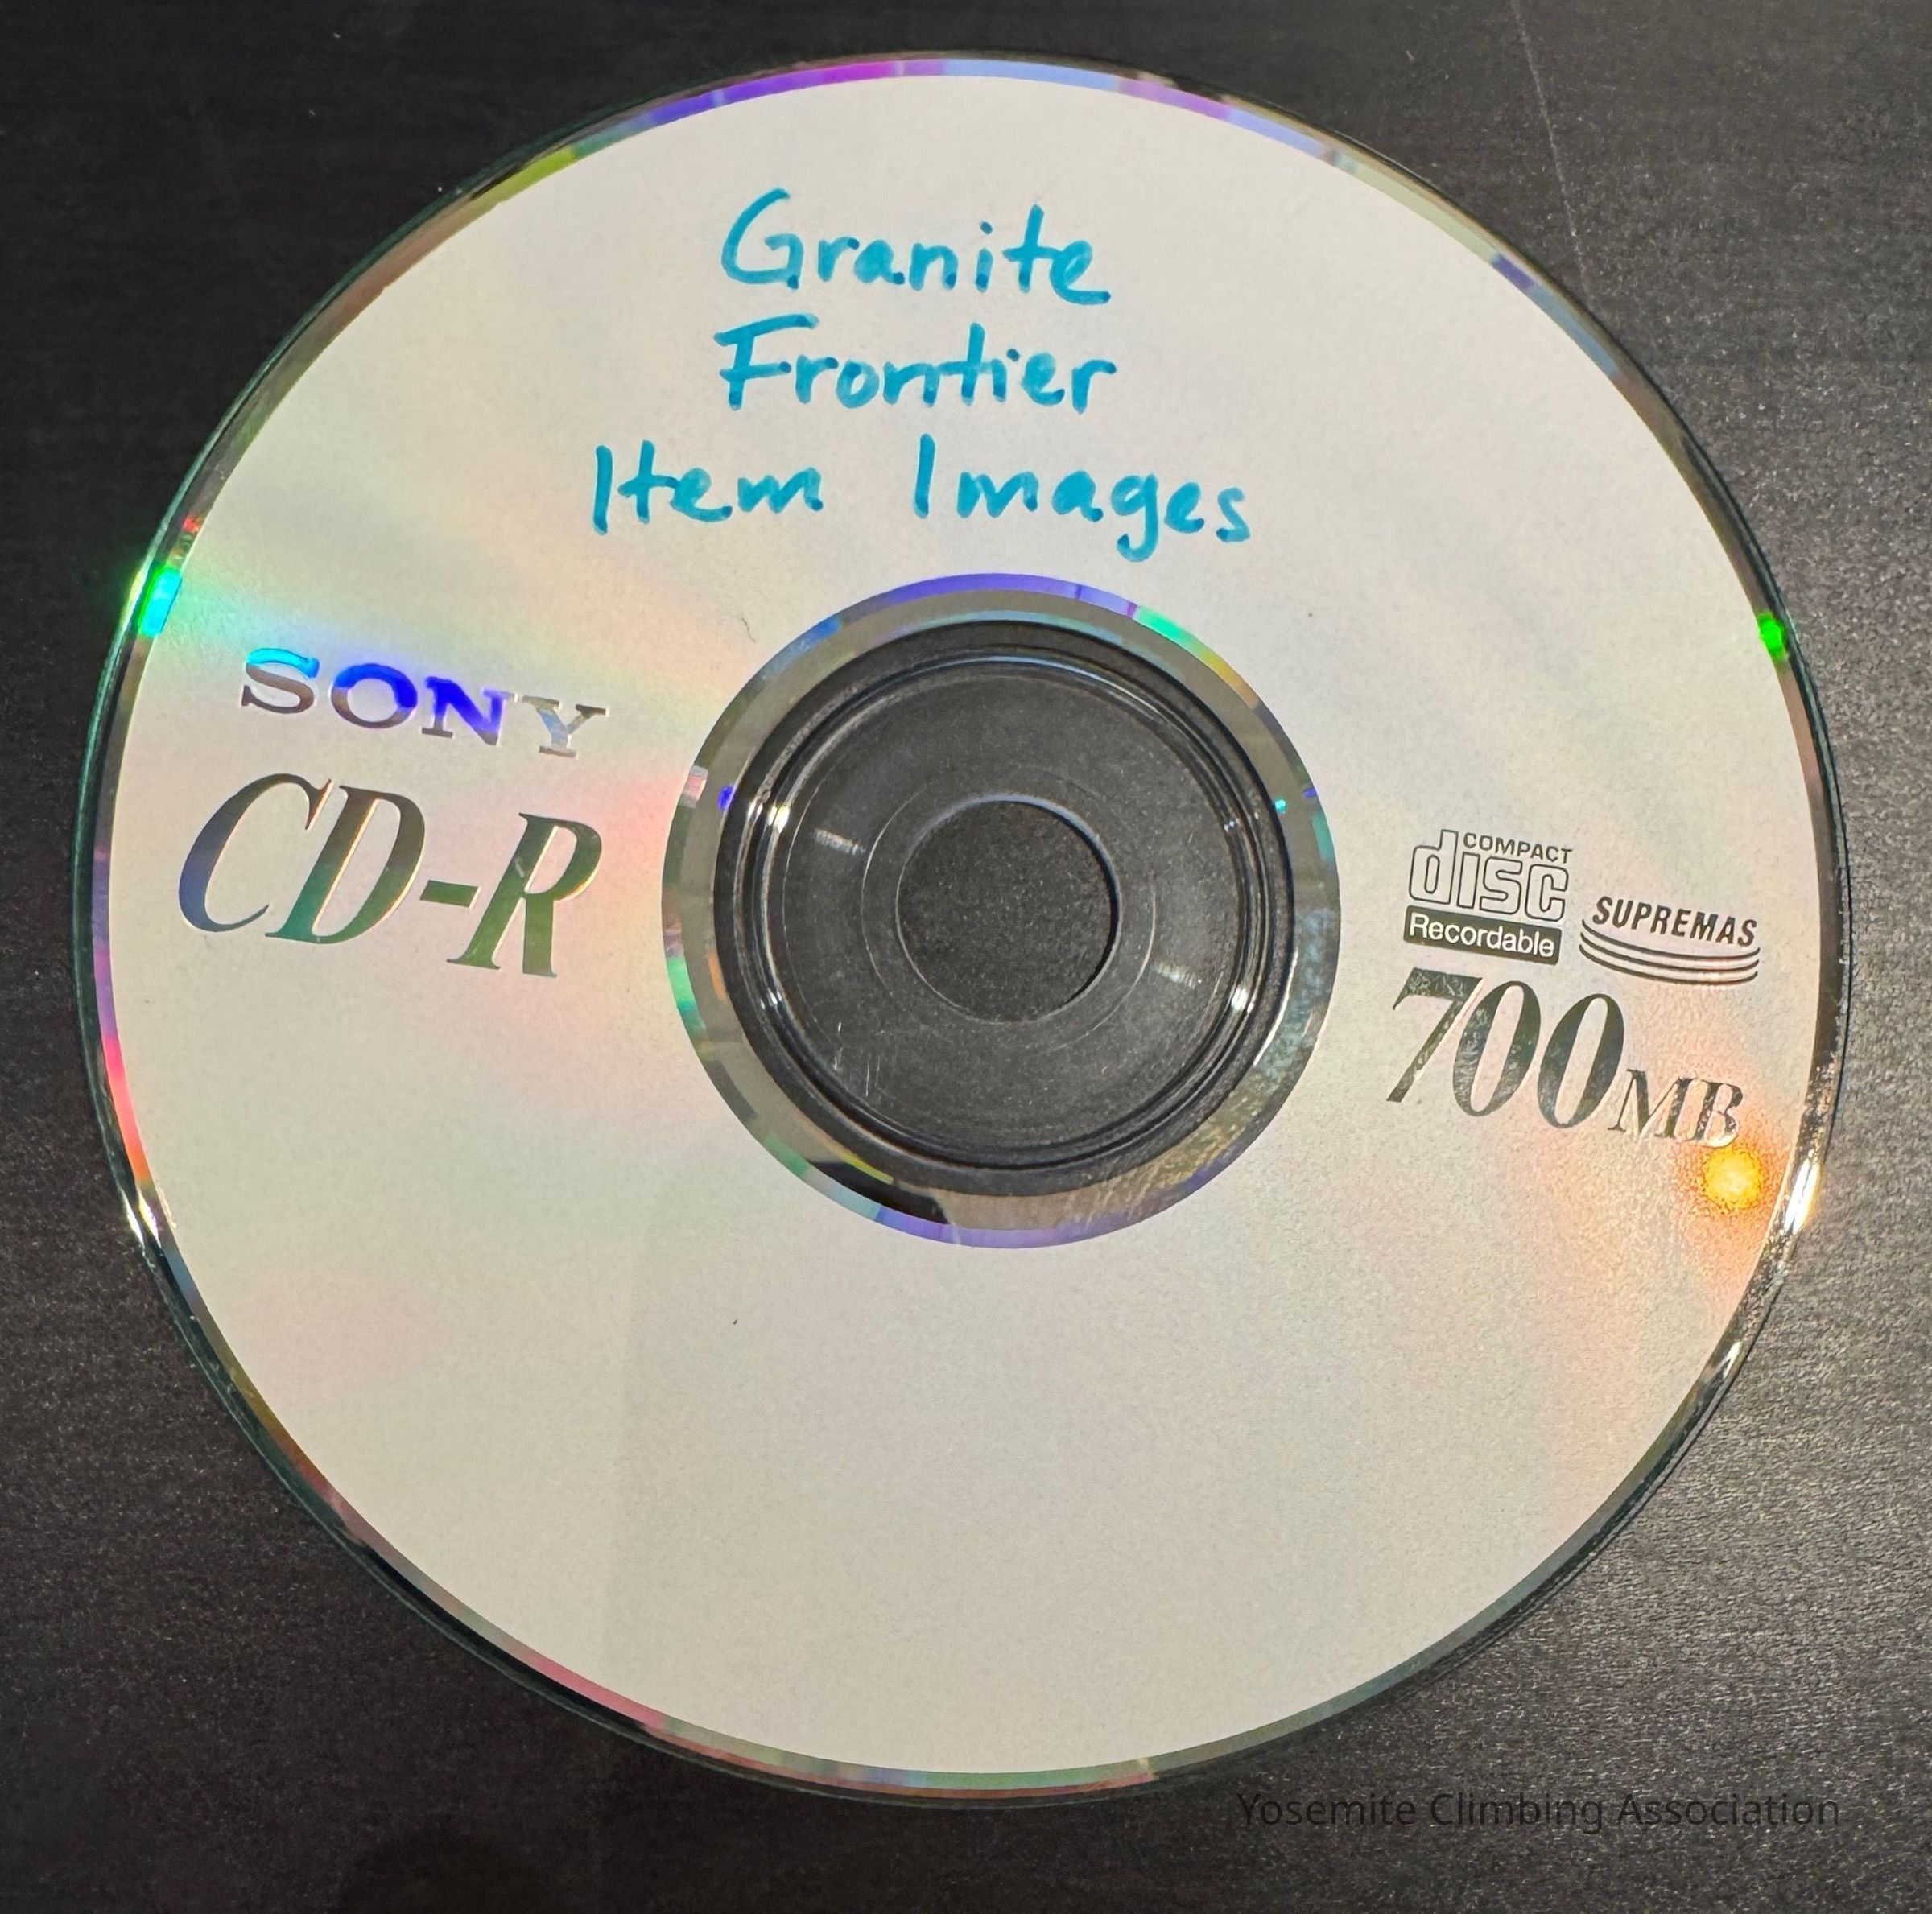 Granite
Frontier
Item Images
SONY
CD-R
COMPACT
disc
Recordable
SUPREMAS
700MB
Yosemite Climbing Association